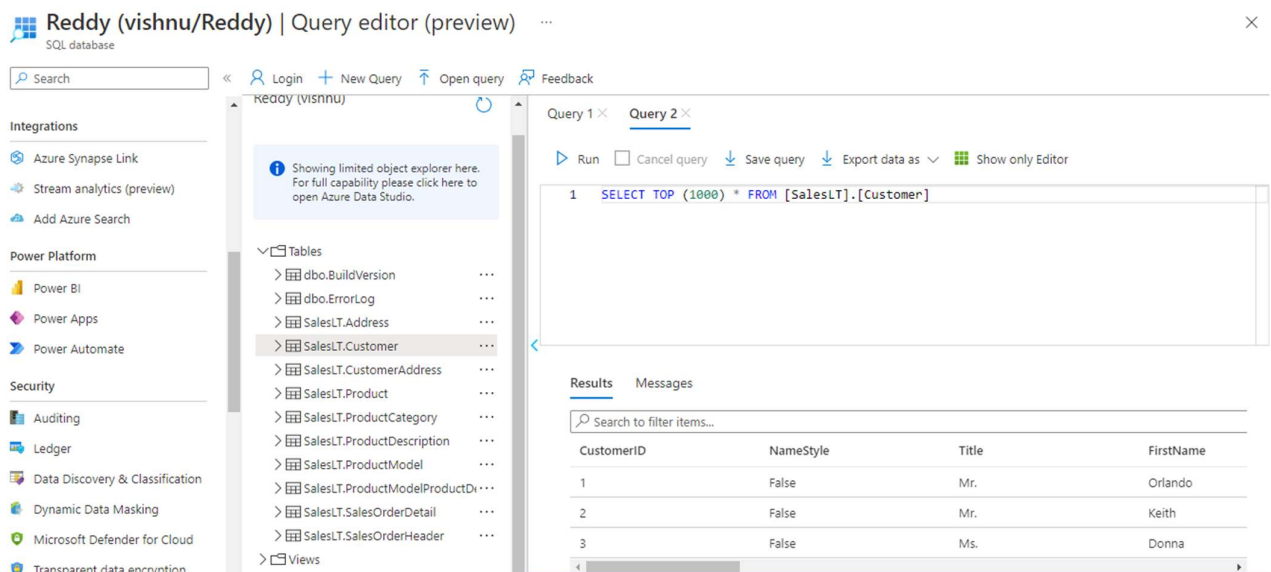 Reddy (vishnu/Reddy) | Query editor (preview) ...
SQL database
Search
«
Login
New Query
Open query
Feedback
Integrations
Azure Synapse Link
Stream analytics (preview)
Add Azure Search
Power Platform
Power BI
Power Apps
Power Automate
Security
Auditing
Ledger
Data Discovery & Classification
Dynamic Data Masking
Microsoft Defender for Cloud
Transparent data encryption
Reddy (vishnu)
Showing limited object explorer here.
For full capability please click here to
open Azure Data Studio.
Tables
dbo.BuildVersion ...
dbo.ErrorLog ...
SalesLT.Address ...
SalesLT.Customer ...
SalesLT.CustomerAddress ...
SalesLT.Product ...
SalesLT.ProductCategory ...
SalesLT.ProductDescription ...
SalesLT.ProductModel ...
SalesLT.ProductModelProductD ...
SalesLT.SalesOrderDetail ...
SalesLT.SalesOrderHeader ...
Views
Query 1
Query 2
Run
Cancel query
Save query
Export data as
Show only Editor
1 SELECT TOP (1000) * FROM [SalesLT].[Customer]
Results Messages
Search to filter items...
CustomerID NameStyle Title FirstName
1 False Mr. Orlando
2 False Mr. Keith
3 False Ms. Donna